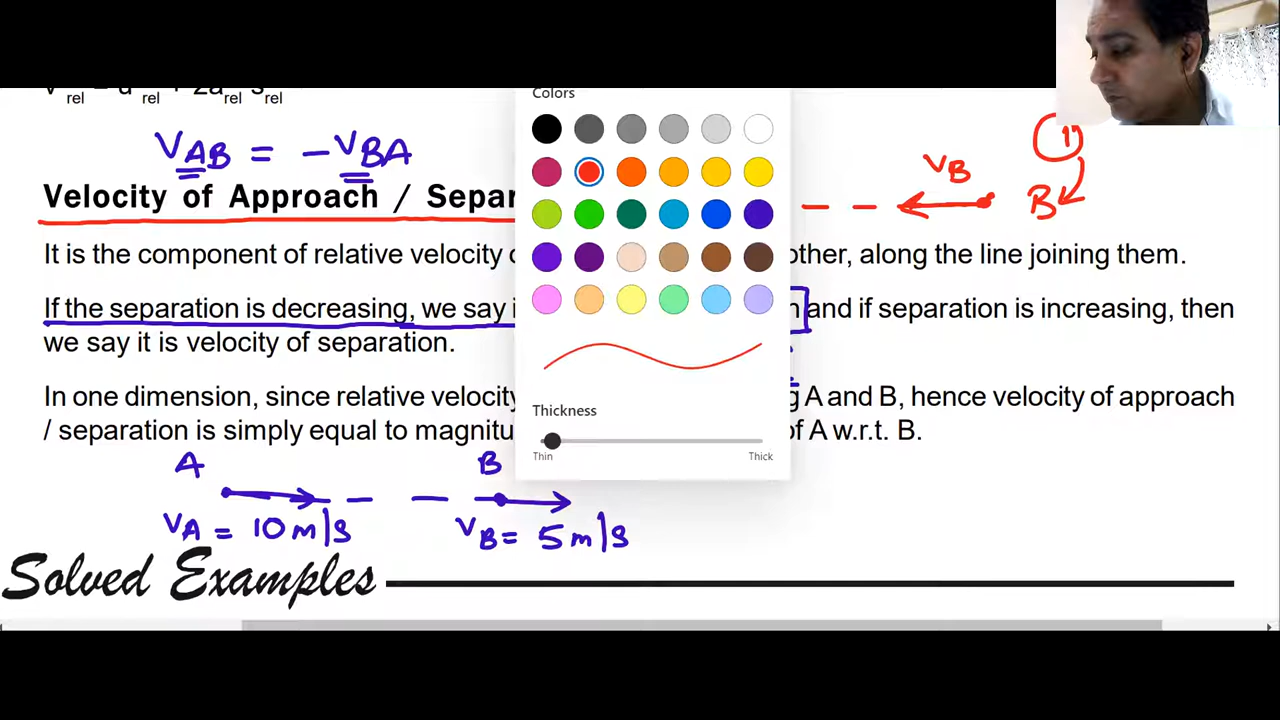 rel rel rel rel
VAB = -VBA
1
VB
B
Velocity of Approach / Separ
It is the component of relative velocity other, along the line joining them.
If the separation is decreasing, we say and if separation is increasing, then
we say it is velocity of separation.
In one dimension, since relative velocity A and B, hence velocity of approach
/ separation is simply equal to magnitu of A w.r.t. B.
Colors
Thickness
Thin Thick
A B
VA = 10 m/s VB = 5 m/s
Solved Examples